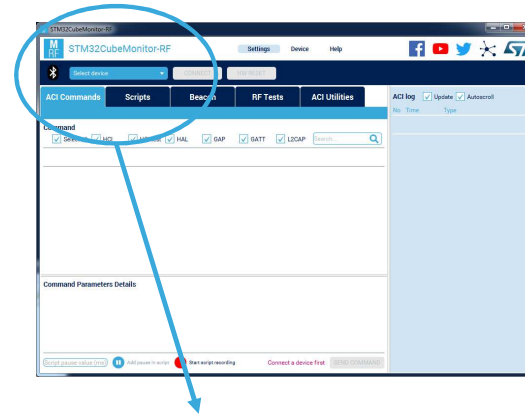 STM32CubeMonitor-RF
M
RF
STM32CubeMonitor-RF
Settings Device Help
Select device
CONNECT
ACI Commands Scripts Beacon RF Tests ACI Utilities
ACI log Update Autoscroll
No Time Type
Command
HCI HAL GAP GATT L2CAP Search...
Command Parameters Details
Script pause value (ms) Add pause in script Start script recording Connect a device first SEND COMMAND